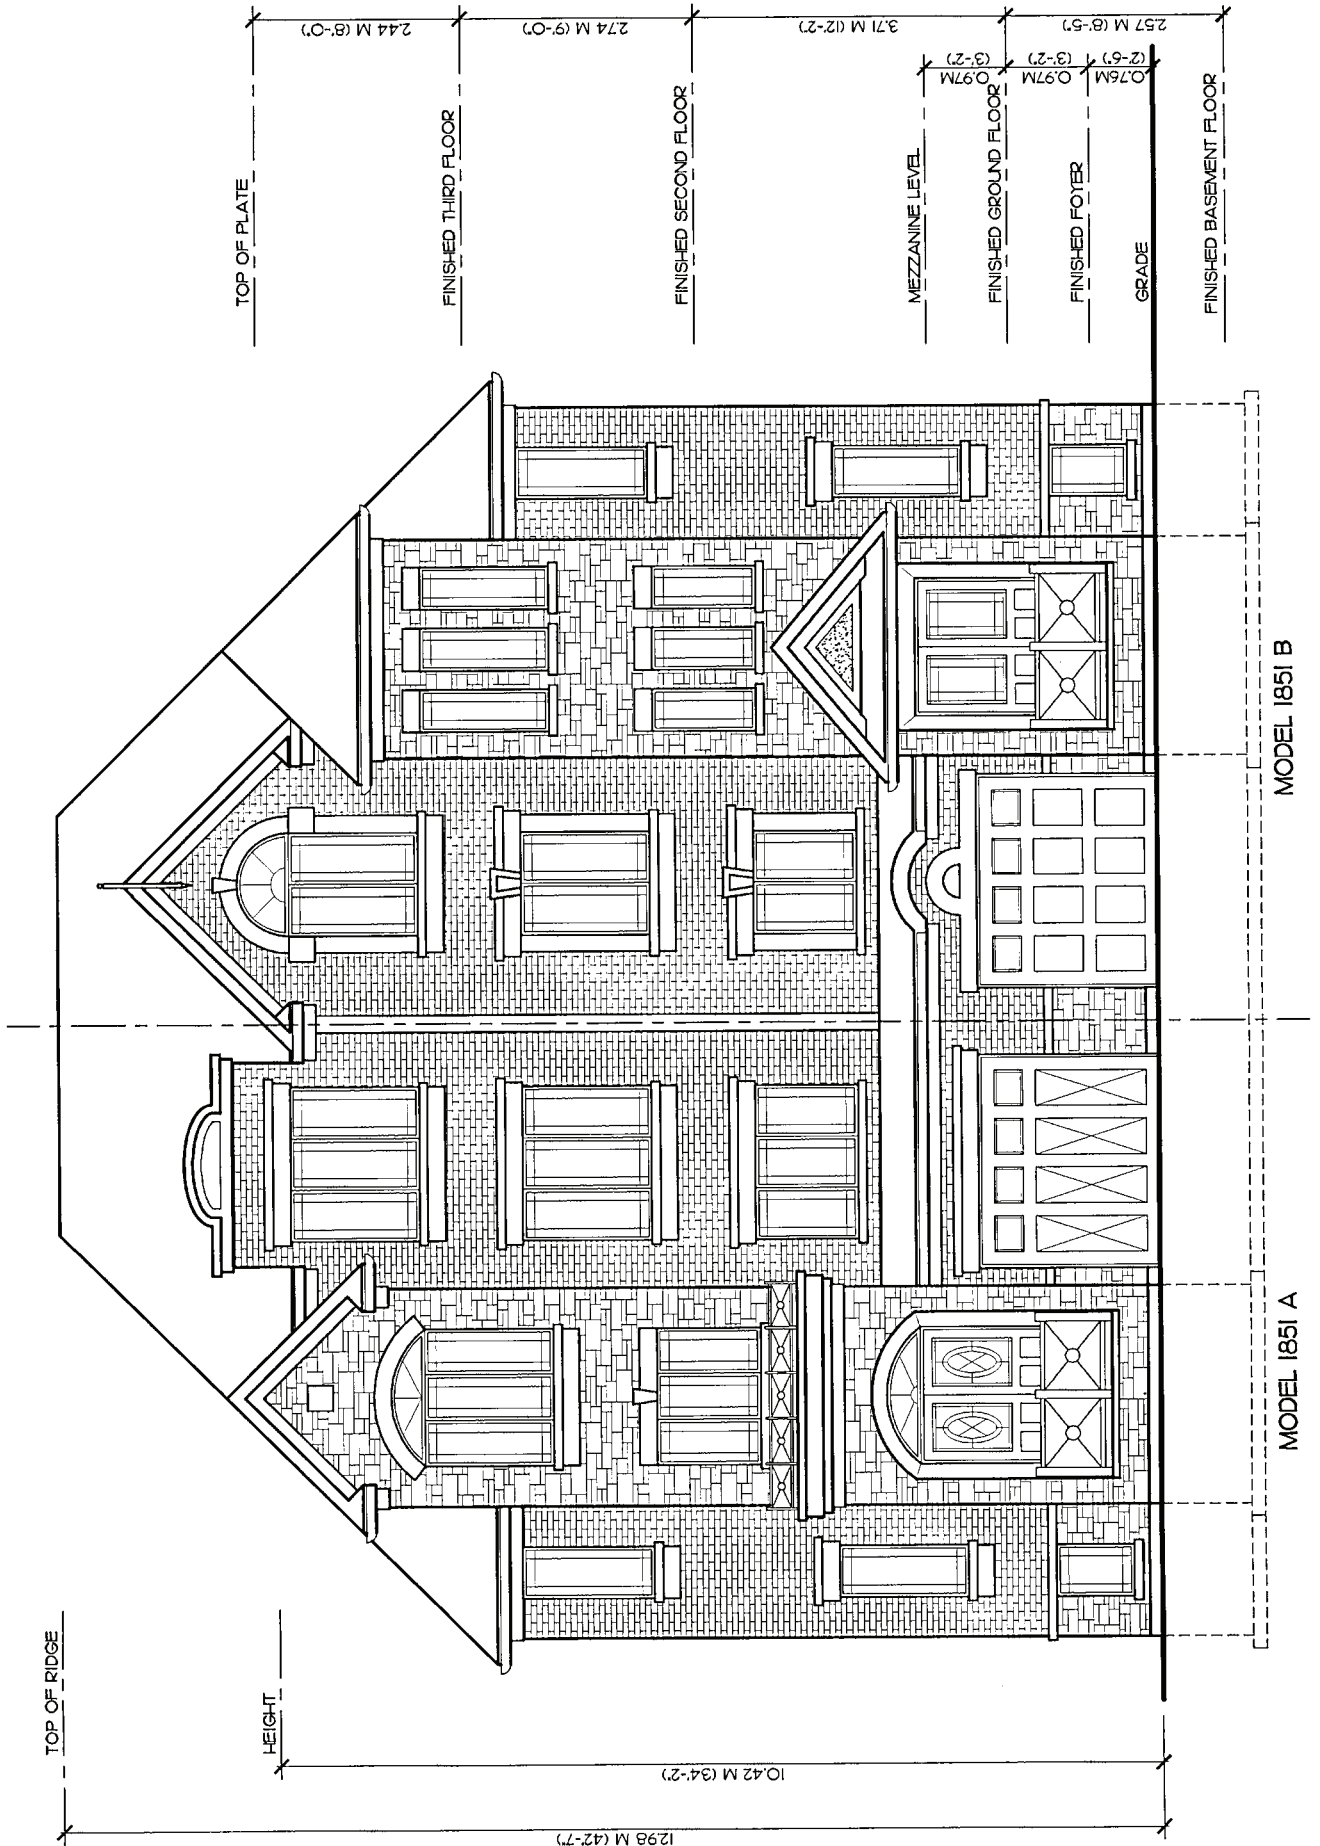 TOP OF RIDGE
HEIGHT
12.98 M (42'-7")
10.42 M (34'-2")
TOP OF PLATE
FINISHED THIRD FLOOR
FINISHED SECOND FLOOR
MEZZANINE LEVEL
FINISHED GROUND FLOOR
FINISHED FOYER
GRADE
FINISHED BASEMENT FLOOR
2.44 M (8'-0")
2.74 M (9'-0")
3.71 M (12'-2")
2.57 M (8'-5")
0.97M
(3'-2")
0.97M
(3'-2")
0.76M
(2'-6")
MODEL 1851 A
MODEL 1851 B